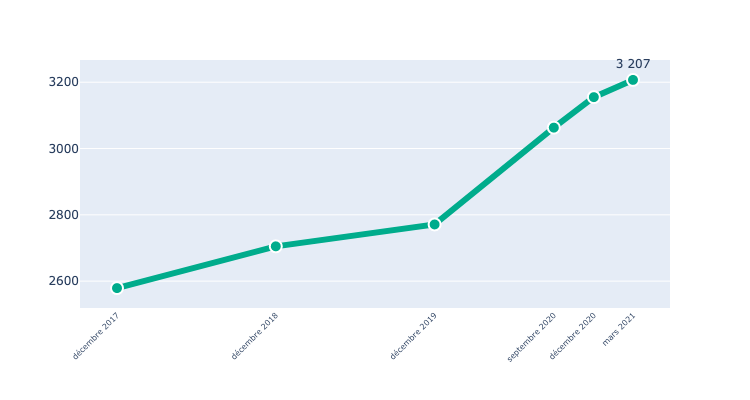 3 207
3200
3000
2800
2600
décembre 2017
décembre 2018
décembre 2019
septembre 2020
décembre 2020
mars 2021